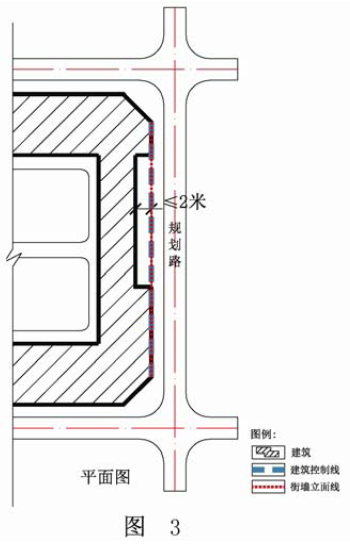 ≤2米
规划路
平面图
图例:
建筑
建筑控制线
街墙立面线
图 3